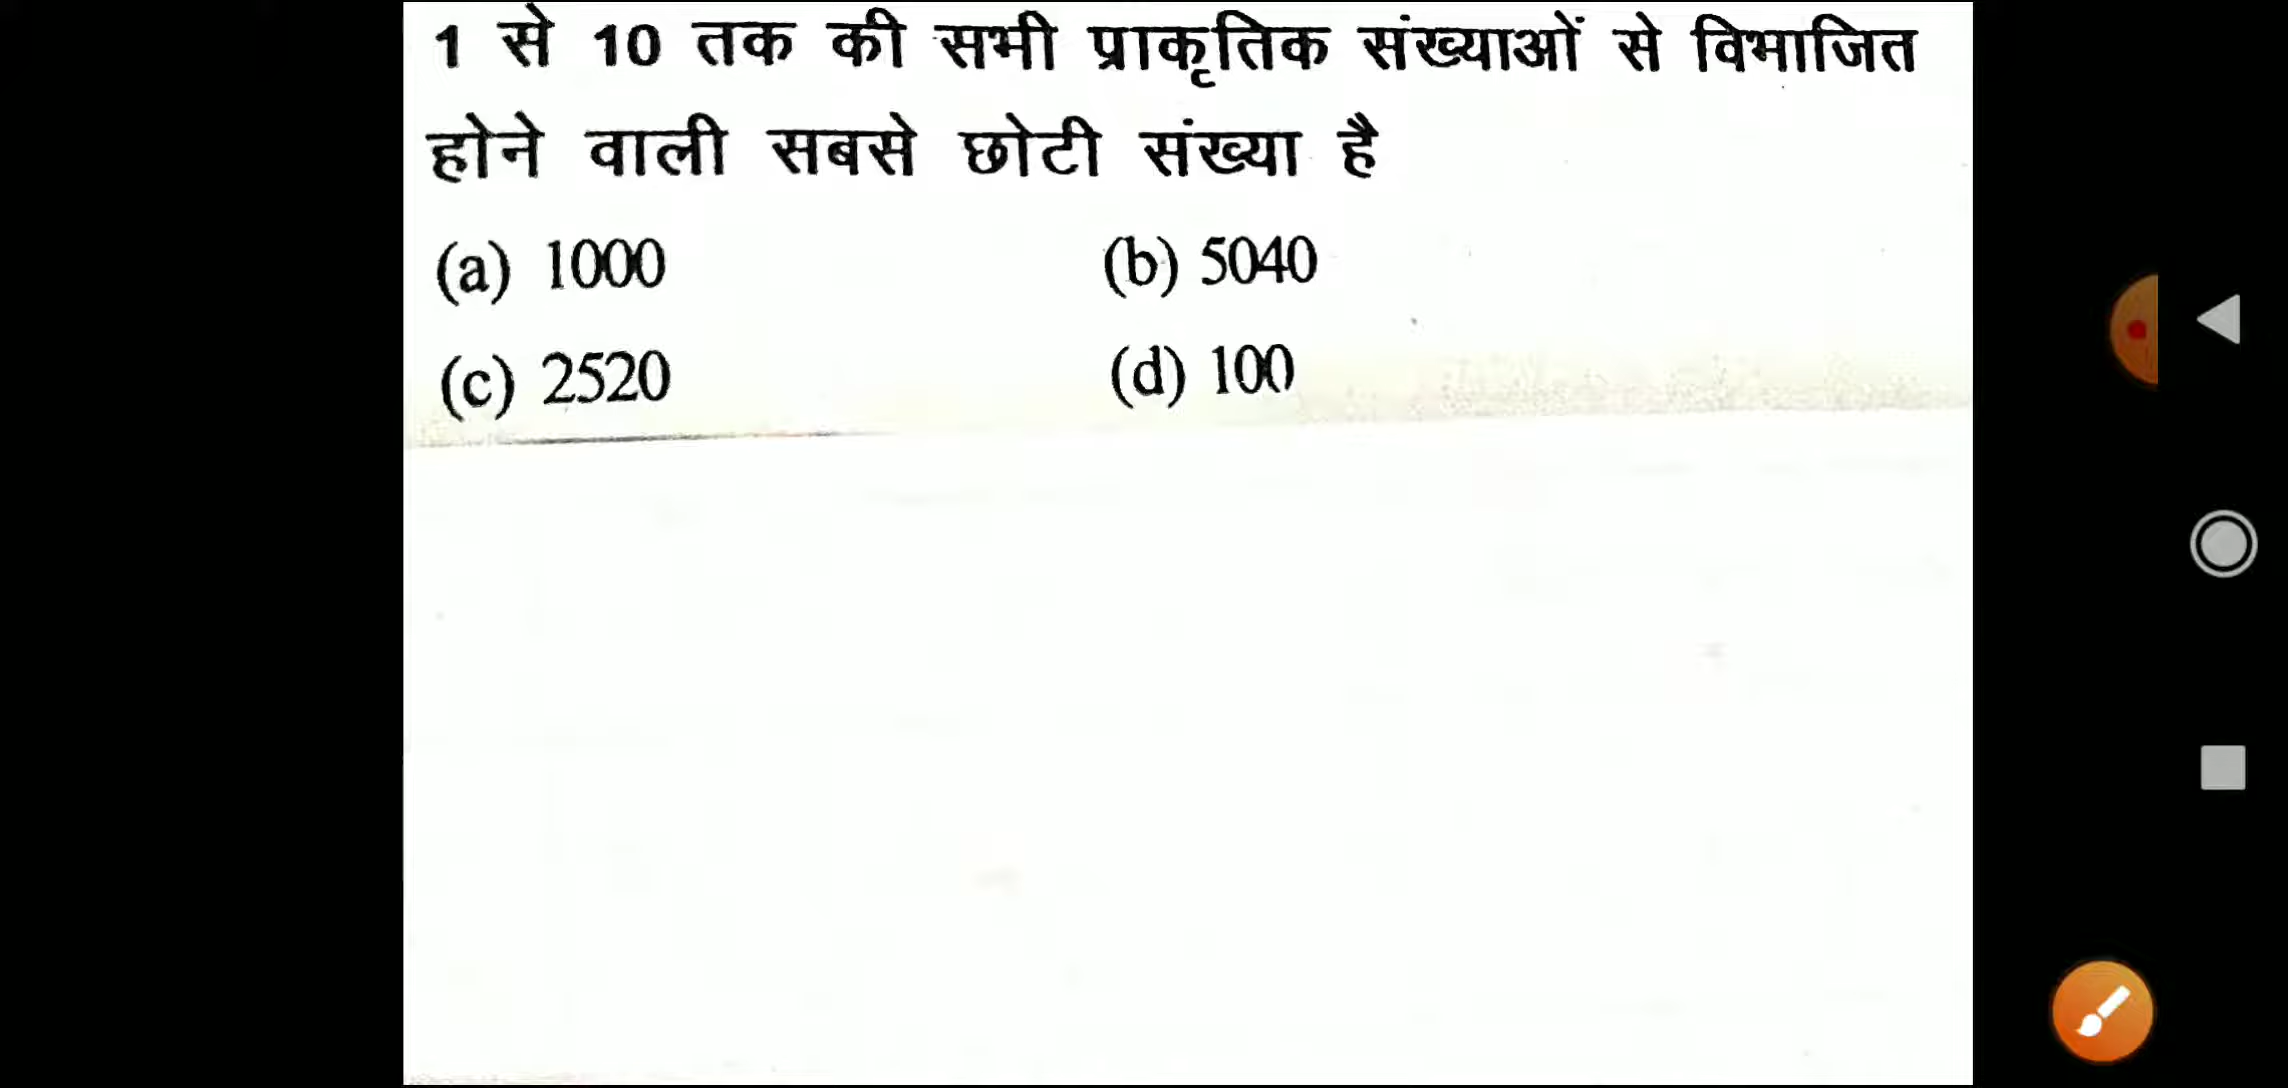 1 से 10 तक की सभी प्राकृतिक संख्याओं से विभाजित
होने वाली सबसे छोटी संख्या है
(a) 1000 (b) 5040
(c) 2520 (d) 100